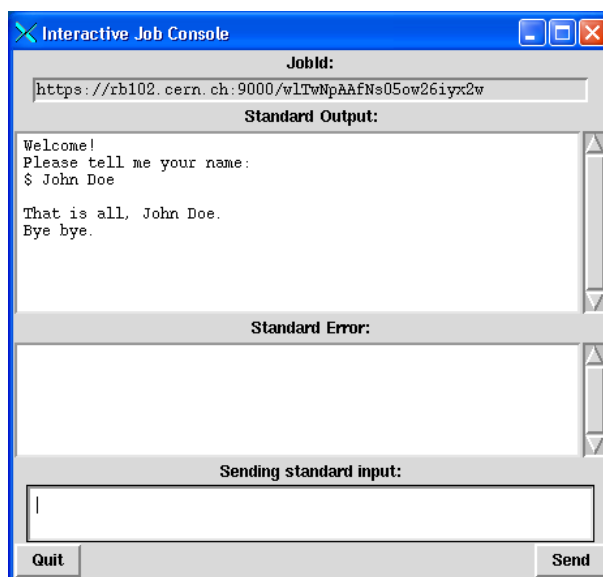 Interactive Job Console
JobId:
https://rb102.cern.ch:9000/wlTwNpAAfNs05ow26iyx2w
Standard Output:
Welcome!
Please tell me your name:
$ John Doe
That is all, John Doe.
Bye bye.
Standard Error:
Sending standard input:
Quit
Send